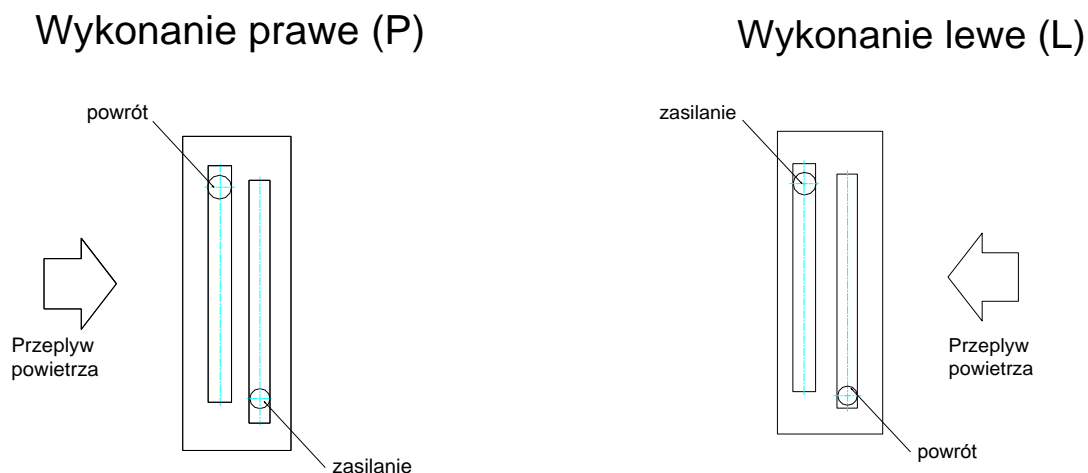 Wykonanie prawe (P)
Wykonanie lewe (L)
powrót
zasilanie
Przeplyw
powietrza
Przeplyw
powietrza
zasilanie
powrót